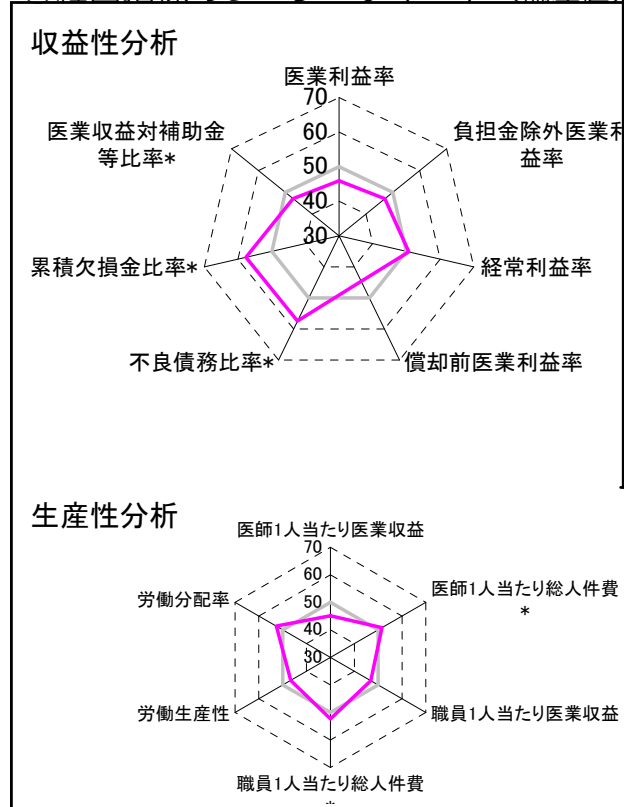 収益性分析
医業利益率
70
60
50
40
30
負担金除外医業利
益率
経常利益率
償却前医業利益率
不良債務比率*
累積欠損金比率*
医業収益対補助金
等比率*
生産性分析
医師1人当たり医業収益
70
60
50
40
30
医師1人当たり総人件費
*
職員1人当たり医業収益
職員1人当たり総人件費
*
労働生産性
労働分配率